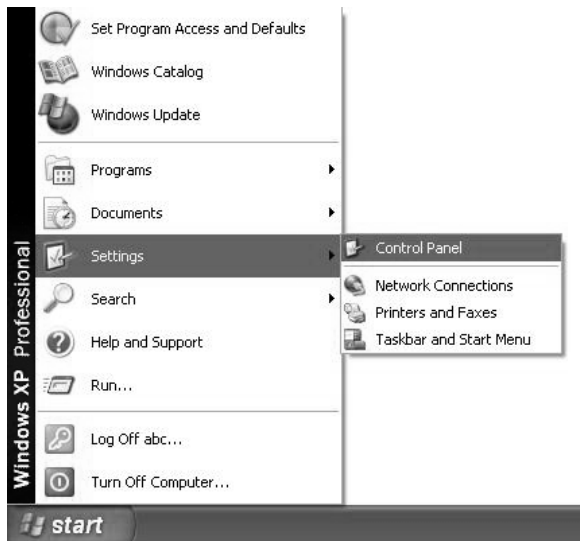 Set Program Access and Defaults
Windows Catalog
Windows Update
Programs
Documents
Settings
Search
Help and Support
Run...
Log Off abc...
Turn Off Computer...
Control Panel
Network Connections
Printers and Faxes
Taskbar and Start Menu
Windows XP Professional
start